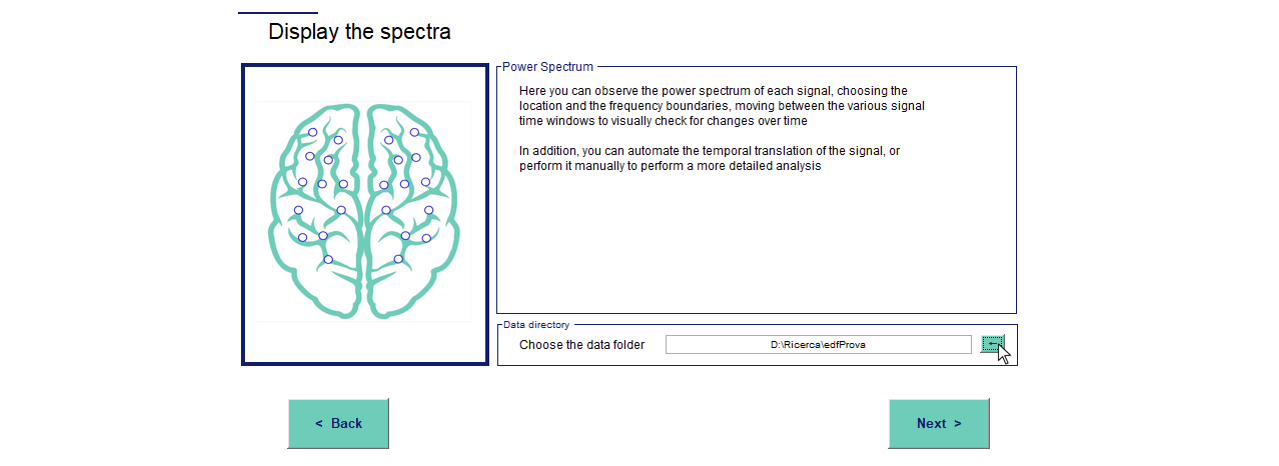 Display the spectra
Power Spectrum
Here you can observe the power spectrum of each signal, choosing the
location and the frequency boundaries, moving between the various signal
time windows to visually check for changes over time
In addition, you can automate the temporal translation of the signal, or
perform it manually to perform a more detailed analysis
Data directory
Choose the data folder D:\Ricerca\edfProva ←
< Back Next >